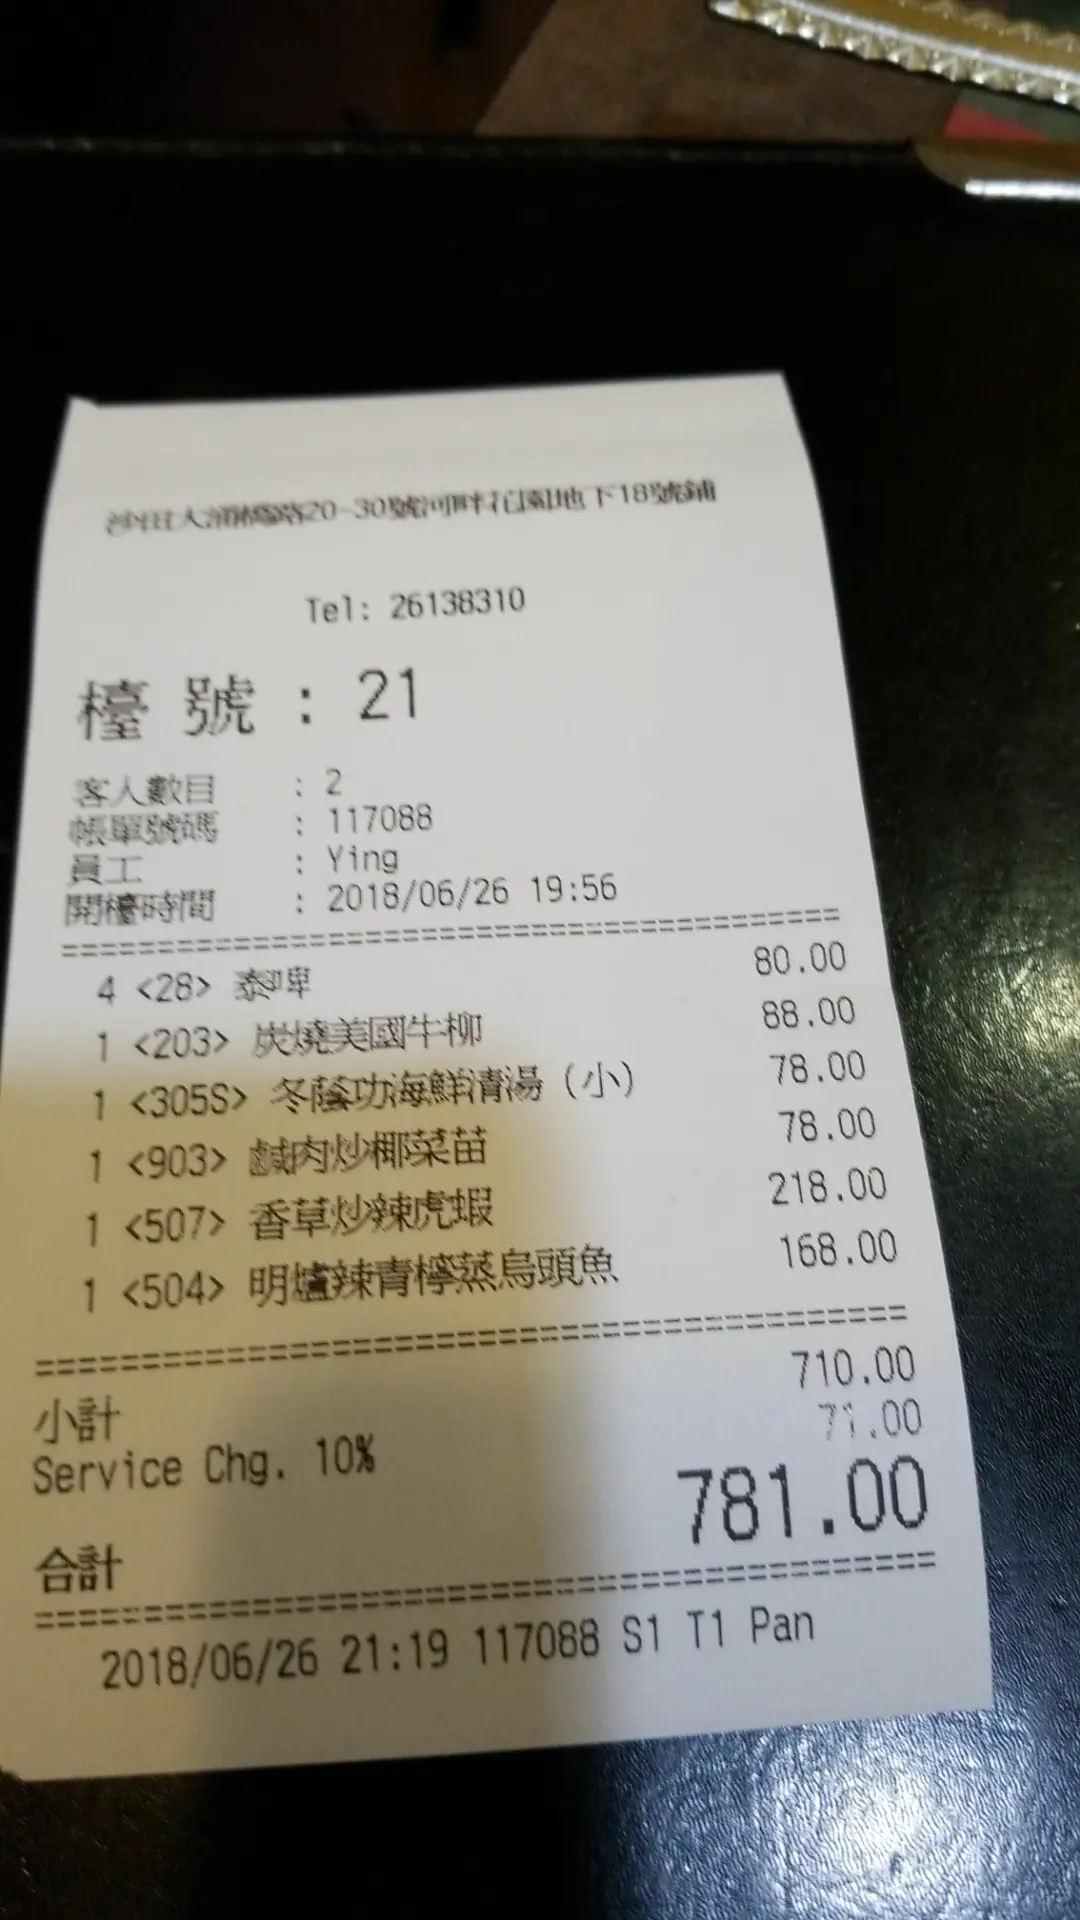 沙田大涌橋路20-30號河畔花園地下18號鋪
Tel: 26138310
檯 號 : 21
客人數目 : 2
帳單號碼 : 117088
員工 : Ying
開檯時間 : 2018/06/26 19:56
========================================
4 <28> 泰啤 80.00
1 <203> 炭燒美國牛柳 88.00
1 <305S> 冬蔭功海鮮清湯 (小) 78.00
1 <903> 鹹肉炒椰菜苗 78.00
1 <507> 香草炒辣虎蝦 218.00
1 <504> 明爐辣青檸蒸烏頭魚 168.00
========================================
小計 710.00
Service Chg. 10% 71.00
合計 781.00
========================================
2018/06/26 21:19 117088 S1 T1 Pan